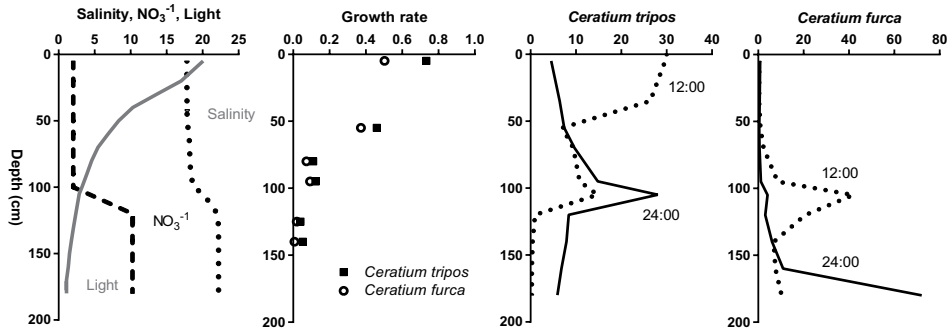 Salinity, NO₃⁻¹, Light
0 5 10 15 20 25
0
50
100
150
200
Depth (cm)
Salinity
NO₃⁻¹
Light
Growth rate
0.0 0.2 0.4 0.6 0.8 1.0
0
50
100
150
200
Ceratium tripos
Ceratium furca
Ceratium tripos
0 10 20 30 40
0
50
100
150
200
12:00
24:00
Ceratium furca
0 20 40 60 80
0
50
100
150
200
12:00
24:00